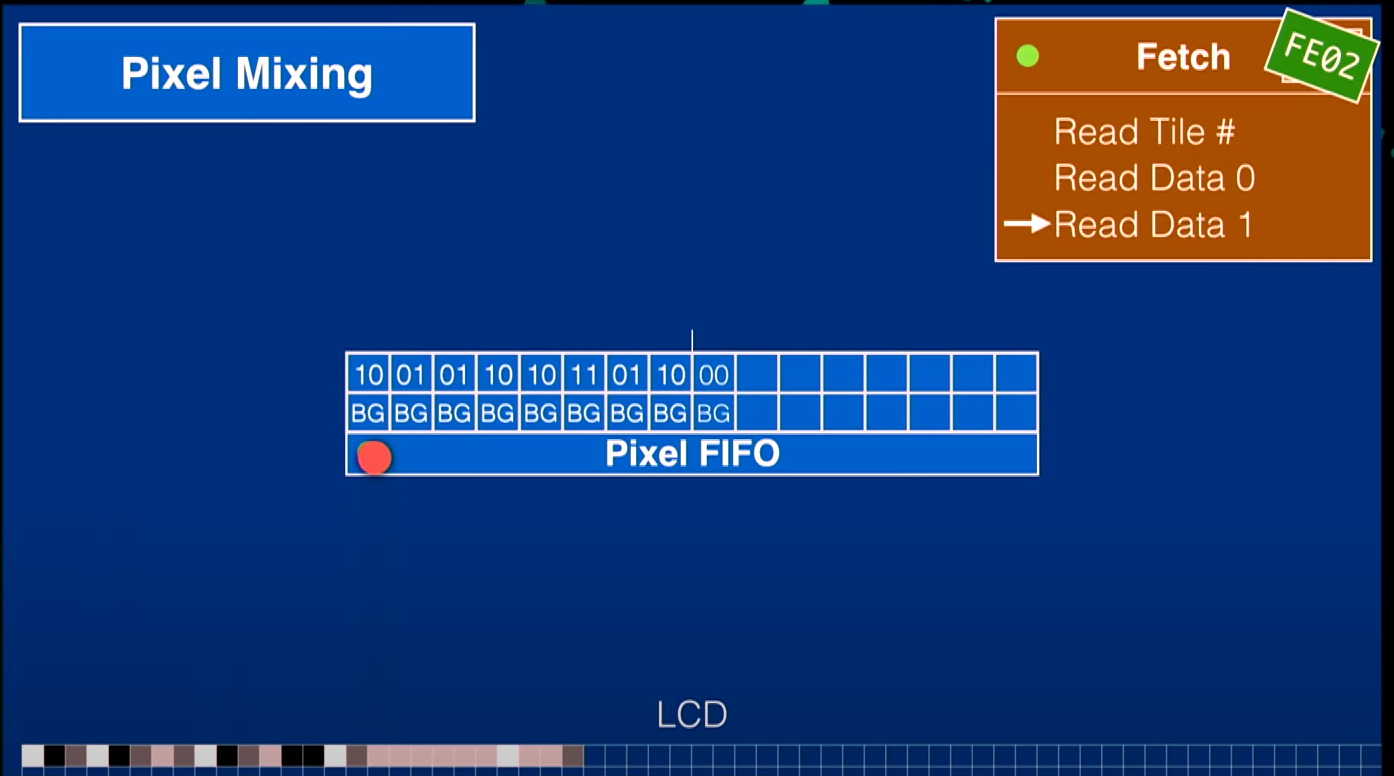 Pixel Mixing
Fetch
FE02
Read Tile #
Read Data 0
Read Data 1
10 01 01 10 10 11 01 10 00
BG BG BG BG BG BG BG BG BG
Pixel FIFO
LCD